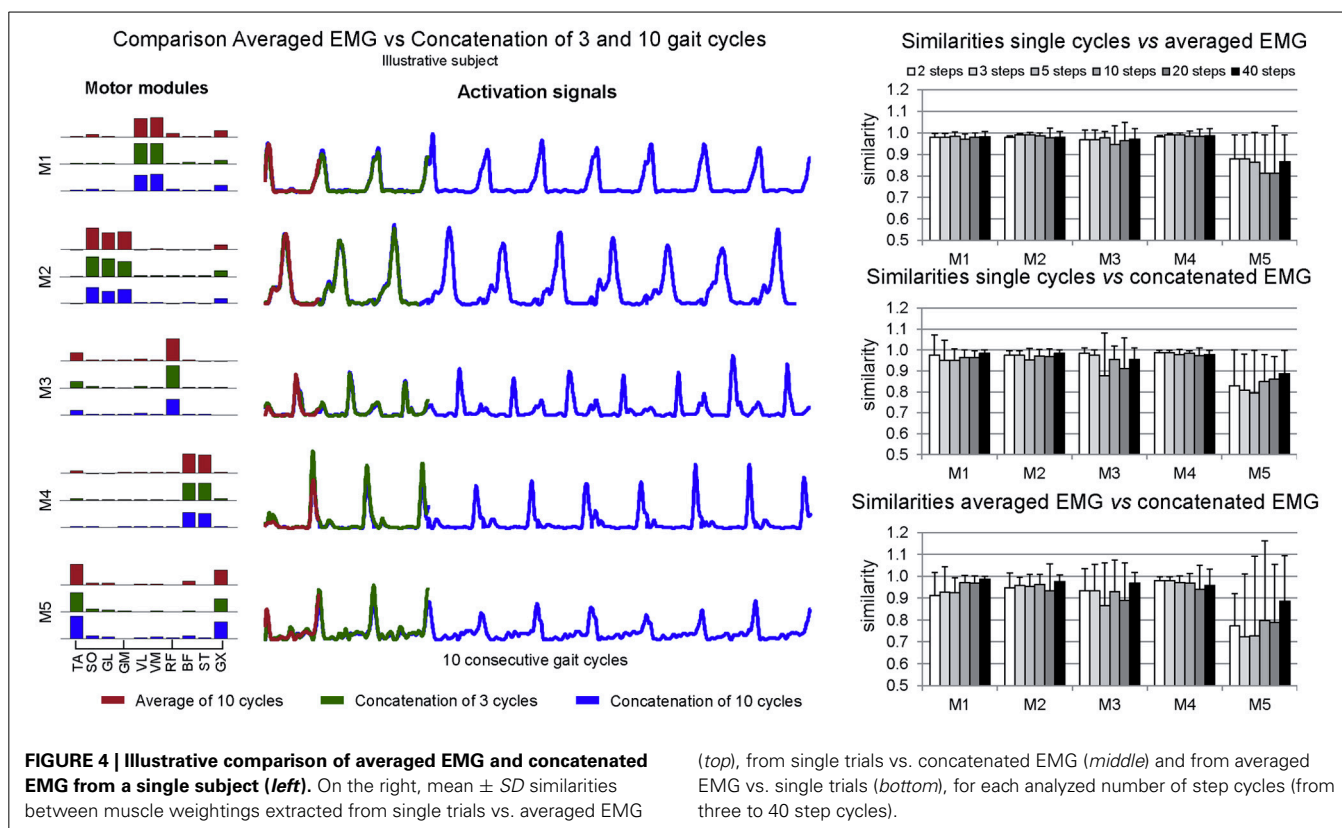 Comparison Averaged EMG vs Concatenation of 3 and 10 gait cycles
Illustrative subject
Motor modules
Activation signals
M1
M2
M3
M4
M5
TA
SO
GL
GM
VL
VM
RF
BF
ST
GX
10 consecutive gait cycles
Average of 10 cycles
Concatenation of 3 cycles
Concatenation of 10 cycles
Similarities single cycles vs averaged EMG
2 steps 3 steps 5 steps 10 steps 20 steps 40 steps
similarity
1.2
1.1
1.0
0.9
0.8
0.7
0.6
0.5
M1 M2 M3 M4 M5
Similarities single cycles vs concatenated EMG
similarity
1.2
1.1
1.0
0.9
0.8
0.7
0.6
0.5
M1 M2 M3 M4 M5
Similarities averaged EMG vs concatenated EMG
similarity
1.2
1.1
1.0
0.9
0.8
0.7
0.6
0.5
M1 M2 M3 M4 M5
FIGURE 4 | Illustrative comparison of averaged EMG and concatenated
EMG from a single subject (left). On the right, mean ± SD similarities
between muscle weightings extracted from single trials vs. averaged EMG
(top), from single trials vs. concatenated EMG (middle) and from averaged
EMG vs. single trials (bottom), for each analyzed number of step cycles (from
three to 40 step cycles).